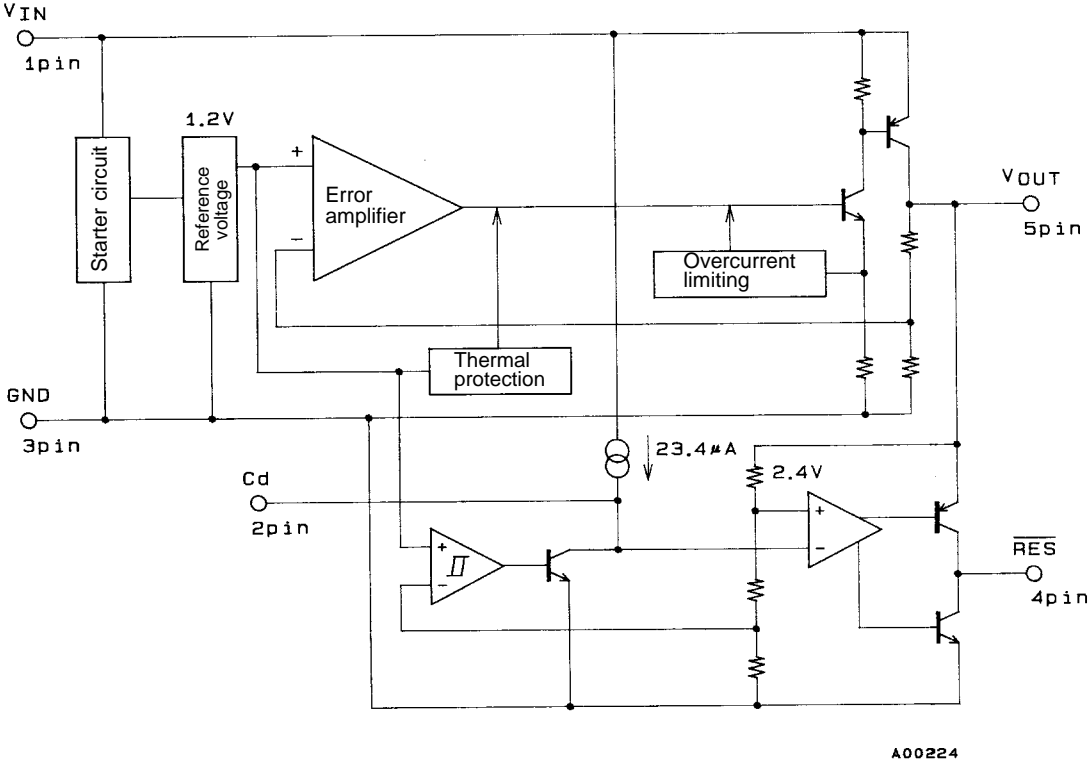 VIN
1pin
1.2V
Starter circuit
Reference
voltage
+
−
Error
amplifier
VOUT
5pin
Overcurrent
limiting
Thermal
protection
GND
3pin
23.4μA
2.4V
Cd
2pin
+
−
+
−
RES
4pin
A00224